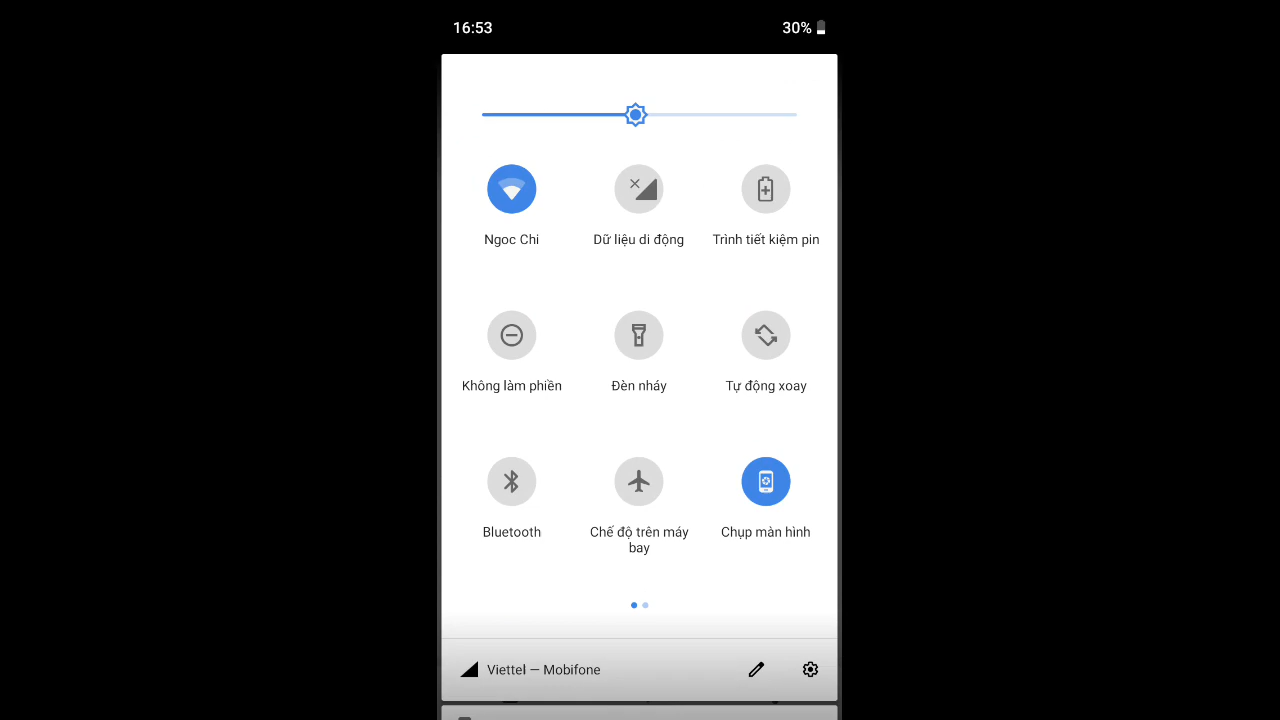 16:53
30%
Ngoc Chi
Dữ liệu di động
Trình tiết kiệm pin
Không làm phiền
Đèn nháy
Tự động xoay
Bluetooth
Chế độ trên máy
bay
Chụp màn hình
Viettel — Mobifone